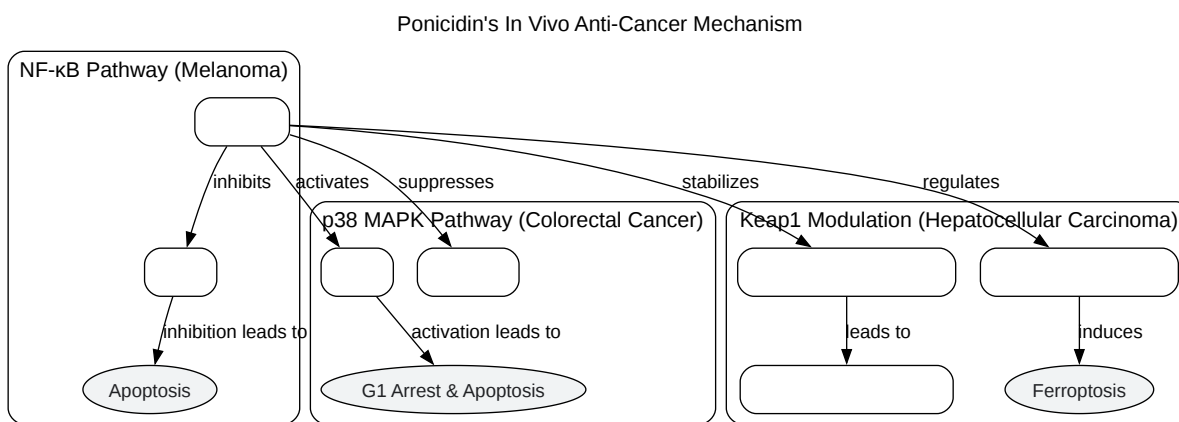 Ponicidin's In Vivo Anti-Cancer Mechanism
NF-κB Pathway (Melanoma)
inhibits
activates
suppresses
stabilizes
regulates
p38 MAPK Pathway (Colorectal Cancer)
Keap1 Modulation (Hepatocellular Carcinoma)
inhibition leads to
activation leads to
leads to
induces
Apoptosis
G1 Arrest & Apoptosis
Ferroptosis